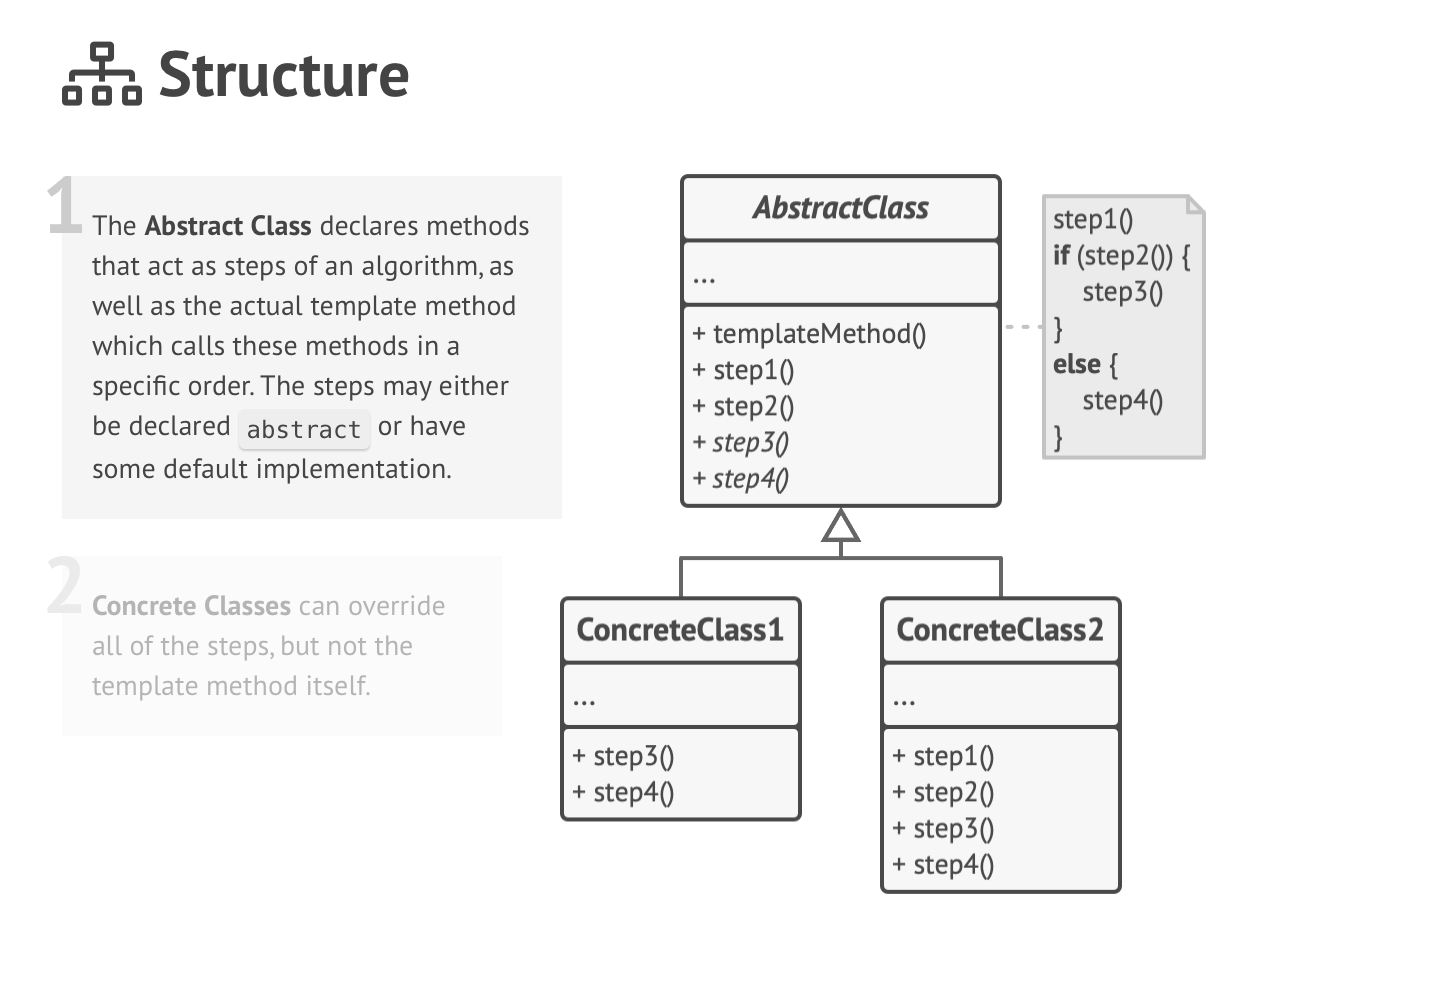 Structure
1
The Abstract Class declares methods
that act as steps of an algorithm, as
well as the actual template method
which calls these methods in a
specific order. The steps may either
be declared abstract or have
some default implementation.
2
Concrete Classes can override
all of the steps, but not the
template method itself.
AbstractClass
...
+ templateMethod()
+ step1()
+ step2()
+ step3()
+ step4()
step1()
if (step2()) {
step3()
}
else {
step4()
}
ConcreteClass1
...
+ step3()
+ step4()
ConcreteClass2
...
+ step1()
+ step2()
+ step3()
+ step4()